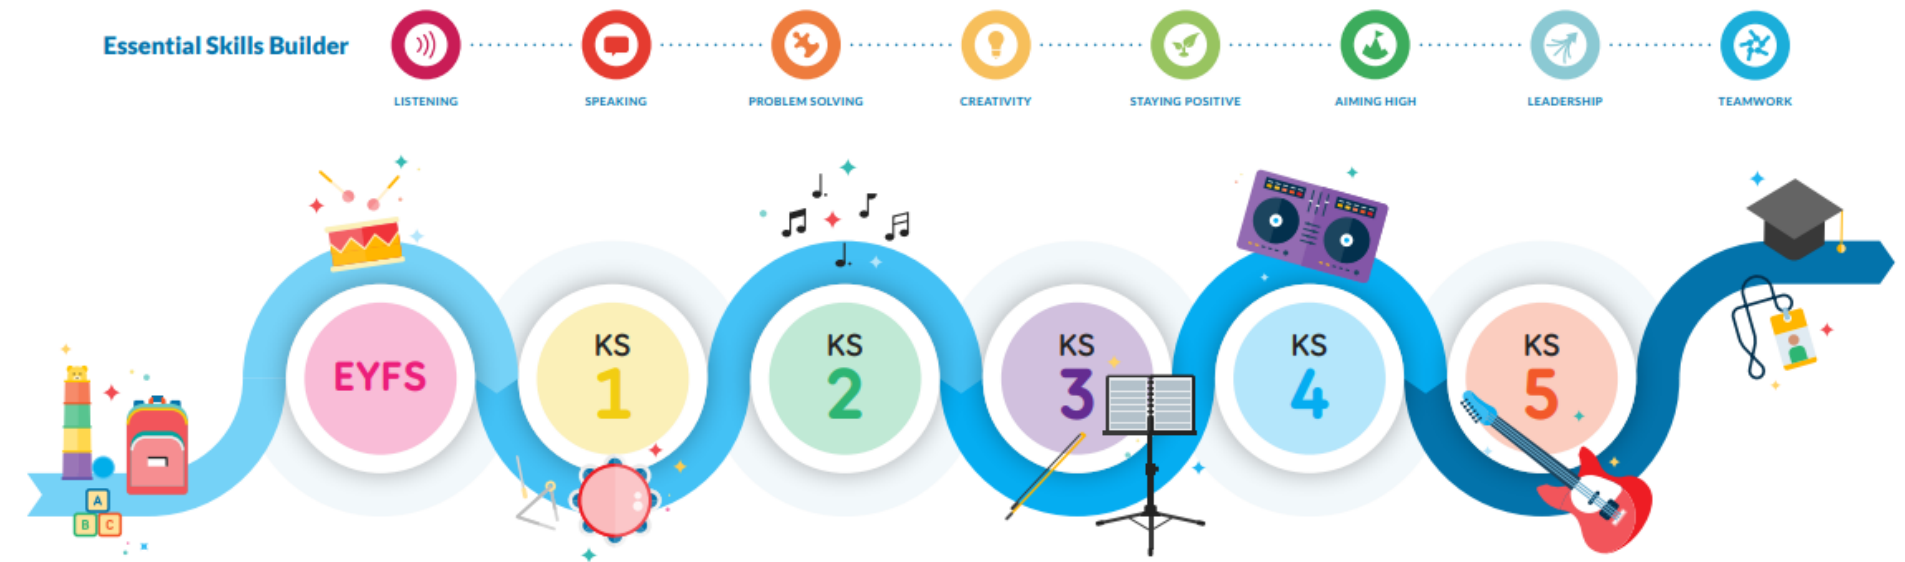 Essential Skills Builder
LISTENING
SPEAKING
PROBLEM SOLVING
CREATIVITY
STAYING POSITIVE
AIMING HIGH
LEADERSHIP
TEAMWORK
EYFS
KS
1
KS
2
KS
3
KS
4
KS
5
A
B C